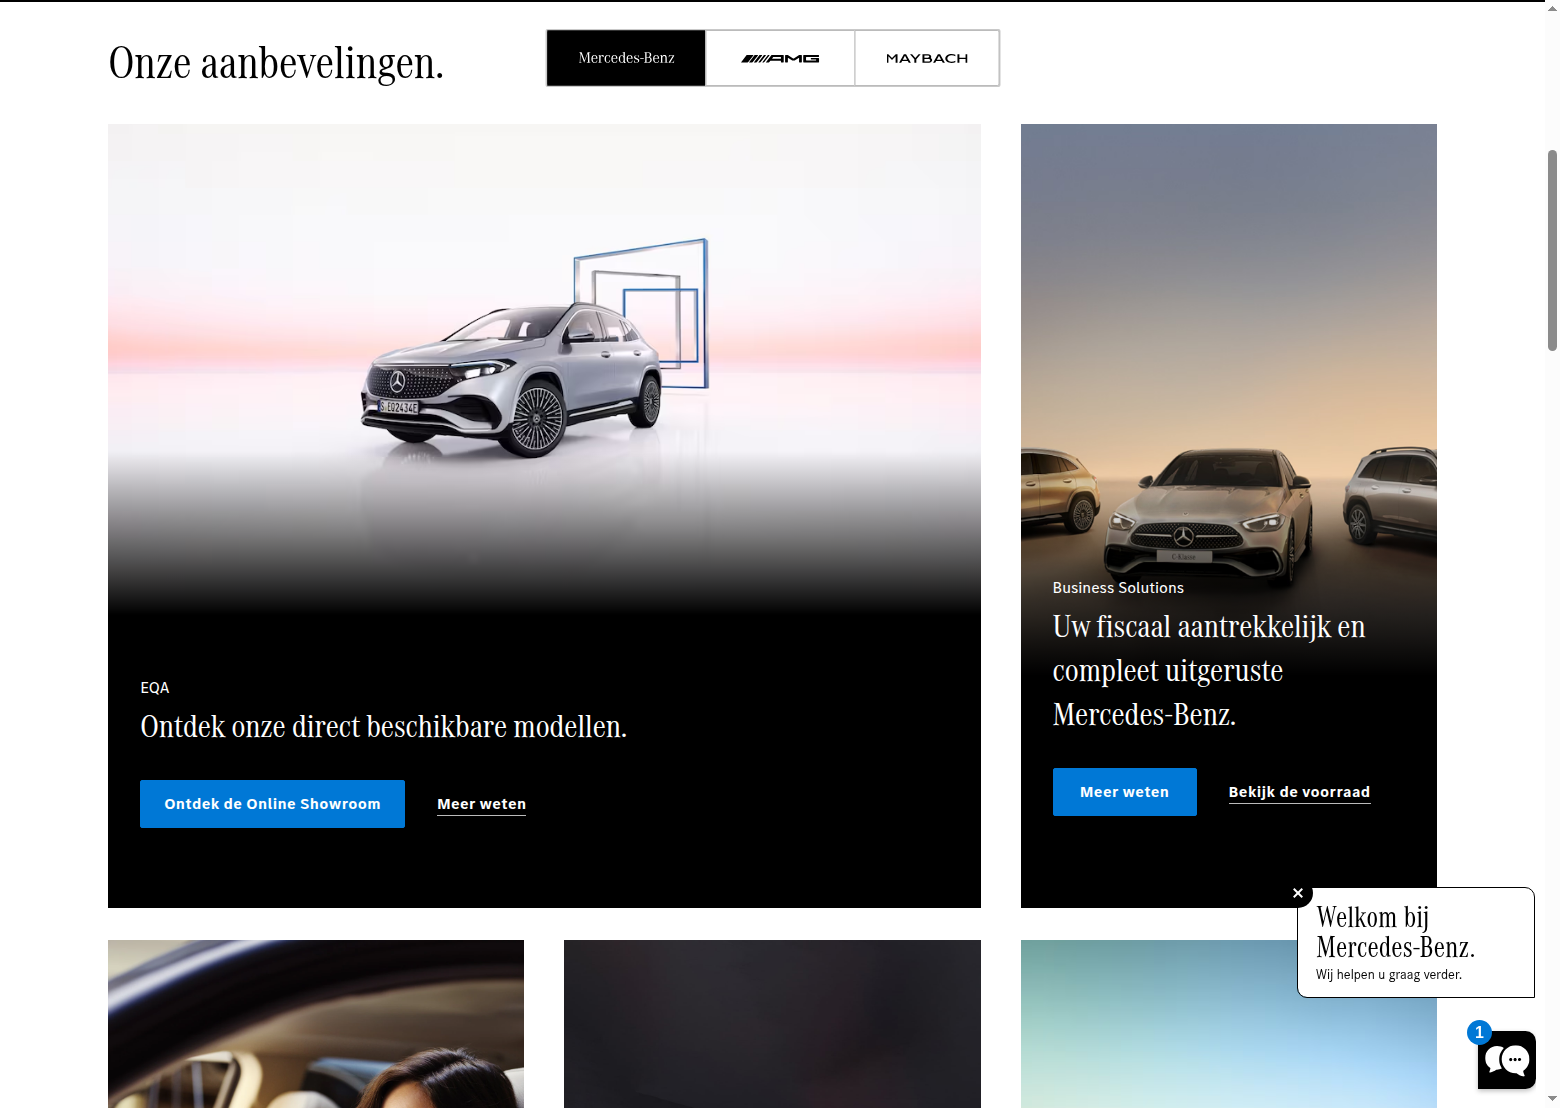 Onze aanbevelingen.
Mercedes-Benz
AMG
MAYBACH
S EQ2434E
EQA
Ontdek onze direct beschikbare modellen.
Ontdek de Online Showroom
Meer weten
C-Klasse
Business Solutions
Uw fiscaal aantrekkelijk en
compleet uitgeruste
Mercedes-Benz.
Meer weten
Bekijk de voorraad
Welkom bij
Mercedes-Benz.
Wij helpen u graag verder.
1